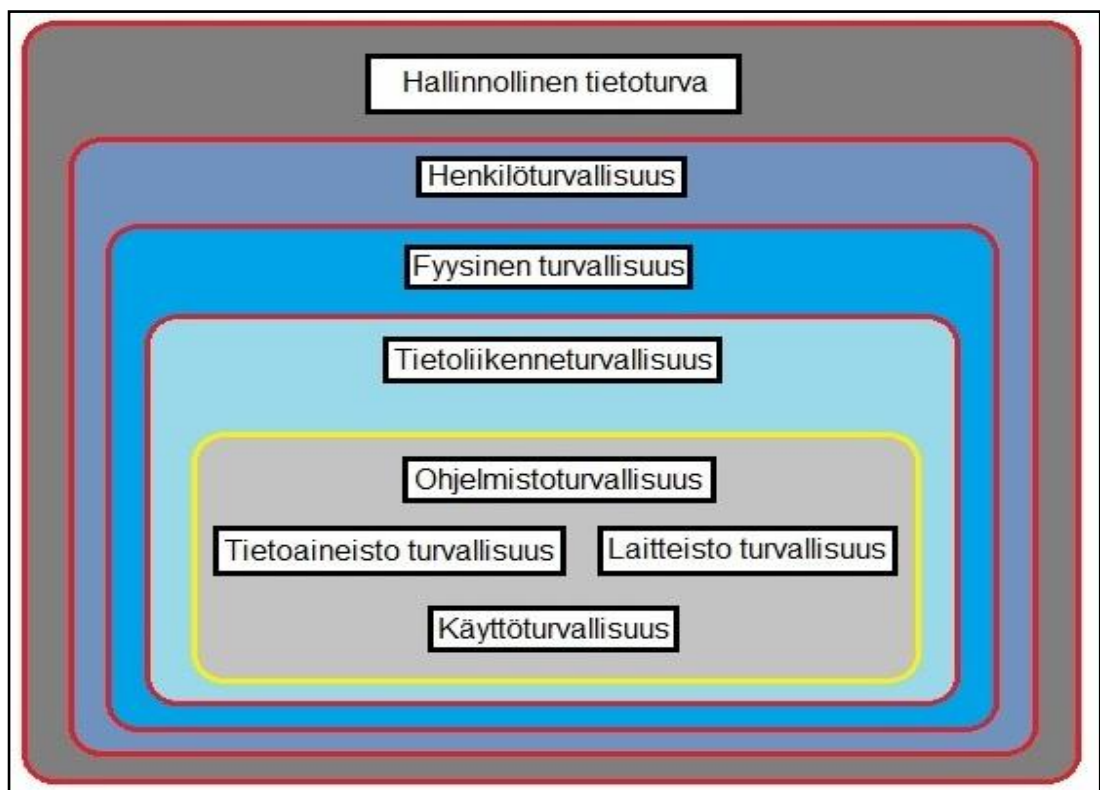 Hallinnollinen tietoturva
Henkilöturvallisuus
Fyysinen turvallisuus
Tietoliikenneturvallisuus
Ohjelmistoturvallisuus
Tietoaineisto turvallisuus
Laitteisto turvallisuus
Käyttöturvallisuus